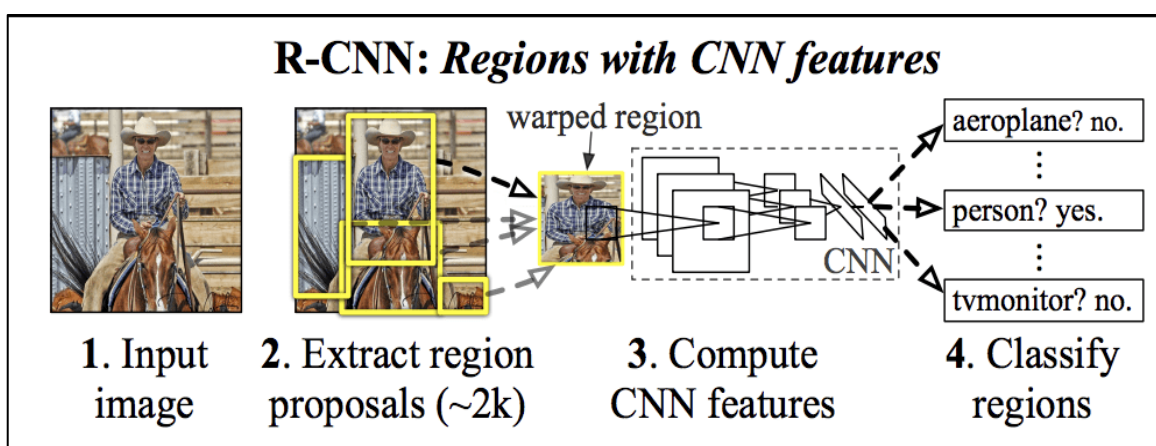 R-CNN: Regions with CNN features
warped region
aeroplane? no.
⋮
person? yes.
⋮
tvmonitor? no.
CNN
1. Input
image
2. Extract region
proposals (~2k)
3. Compute
CNN features
4. Classify
regions